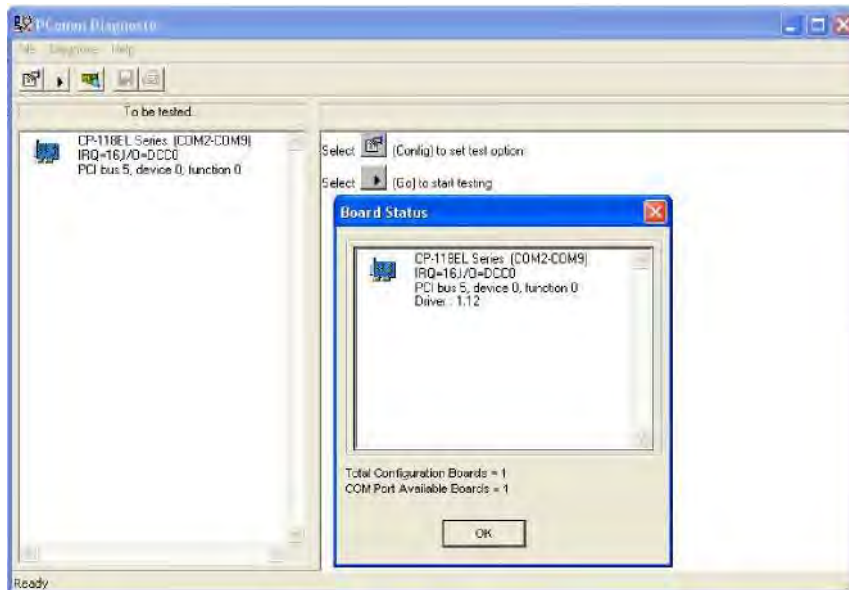 PComm Diagnostic
File Diagnose Help
To be tested
CP-118EL Series (COM2-COM9)
IRQ=16,I/O=DCC0
PCI bus 5, device 0, function 0
Select (Config) to set test option
Select (Go) to start testing
Board Status
CP-118EL Series (COM2-COM9)
IRQ=16,I/O=DCC0
PCI bus 5, device 0, function 0
Driver : 1.12
Total Configuration Boards = 1
COM Port Available Boards = 1
OK
Ready